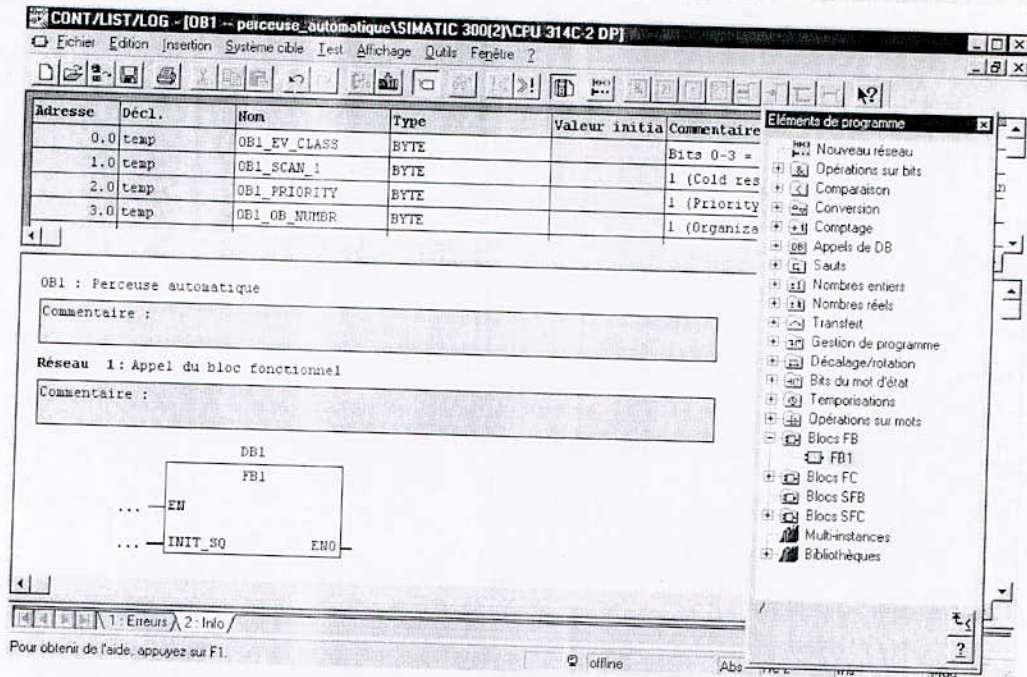 CONT/LIST/LOG - [OB1 -- perceuse_automatique\SIMATIC 300(2)\CPU 314C-2 DP]
Fichier Edition Insertion Système cible Test Affichage Outils Fenêtre ?
Adresse Décl. Nom Type Valeur initia Commentaire
0.0 temp OB1_EV_CLASS BYTE Bits 0-3 =
1.0 temp OB1_SCAN_1 BYTE 1 (Cold res
2.0 temp OB1_PRIORITY BYTE 1 (Priority
3.0 temp OB1_OB_NUMBR BYTE 1 (Organiza
OB1 : Perceuse automatique
Commentaire :
Réseau 1 : Appel du bloc fonctionnel
Commentaire :
DB1
FB1
... EN
... INIT_SQ ENO
Eléments de programme
Nouveau réseau
Opérations sur bits
Comparaison
Conversion
Comptage
DB Appels de DB
Sauts
Nombres entiers
Nombres réels
Transfert
Gestion de programme
Décalage/rotation
Bits du mot d'état
Temporisations
Opérations sur mots
Blocs FB
FB1
Blocs FC
Blocs SFB
Blocs SFC
Multi-instances
Bibliothèques
1 : Erreurs 2 : Info
Pour obtenir de l'aide, appuyez sur F1.
offline Abs